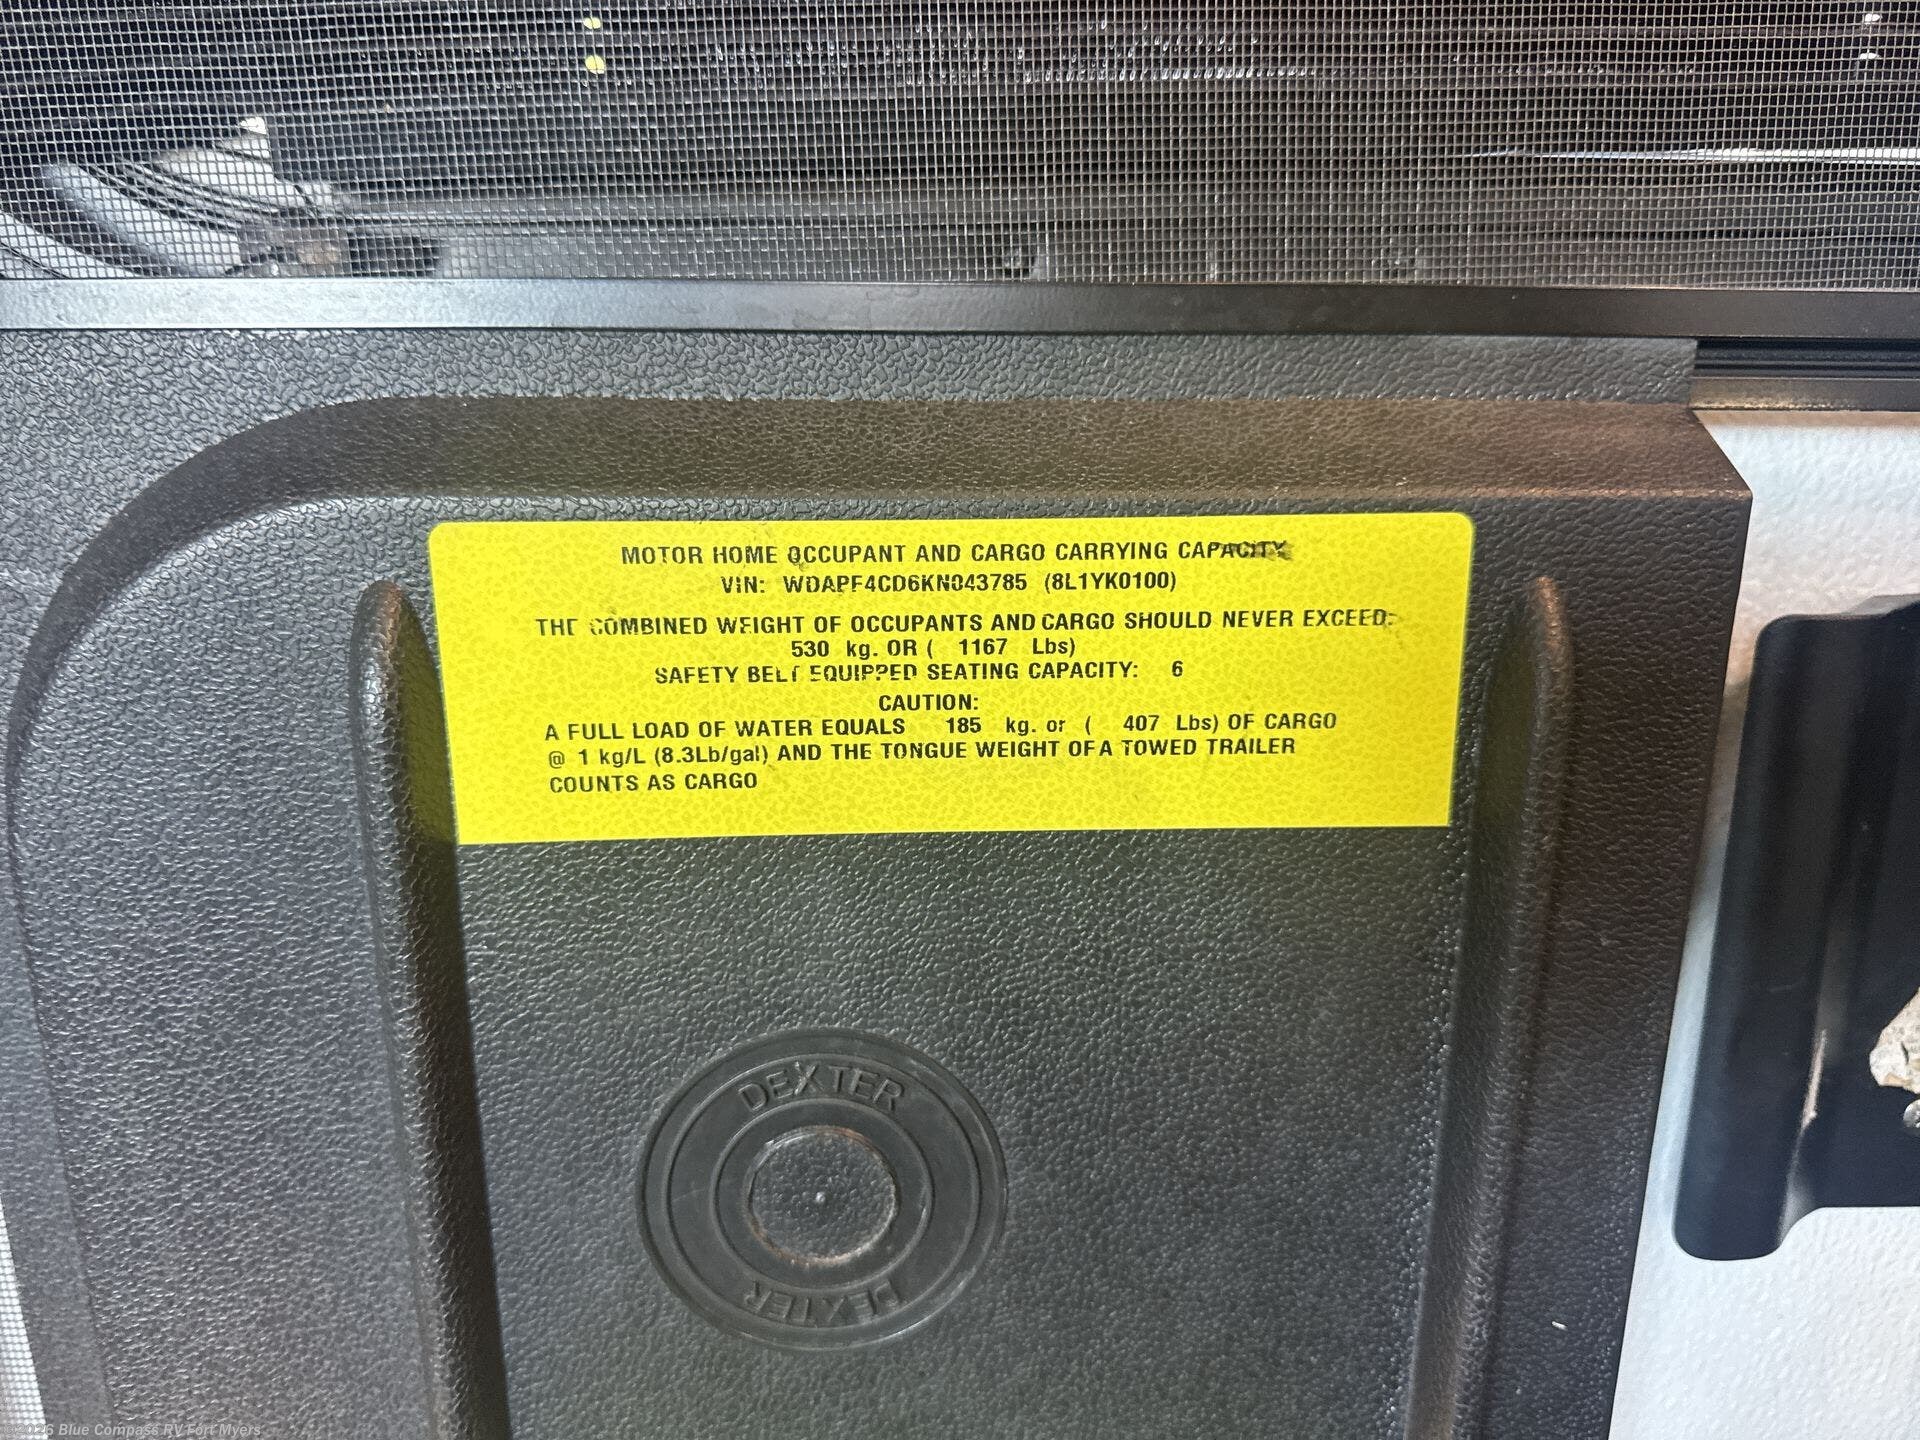 MOTOR HOME OCCUPANT AND CARGO CARRYING CAPACITY
VIN: WDAPF4CD6KN043785 (8L1YK0100)
THE COMBINED WEIGHT OF OCCUPANTS AND CARGO SHOULD NEVER EXCEED:
530 kg. OR ( 1167 Lbs)
SAFETY BELT EQUIPPED SEATING CAPACITY: 6
CAUTION:
A FULL LOAD OF WATER EQUALS 185 kg. or ( 407 Lbs) OF CARGO
@ 1 kg/L (8.3Lb/gal) AND THE TONGUE WEIGHT OF A TOWED TRAILER
COUNTS AS CARGO
DEXTER
DEXTER
©2026 Blue Compass RV Fort Myers